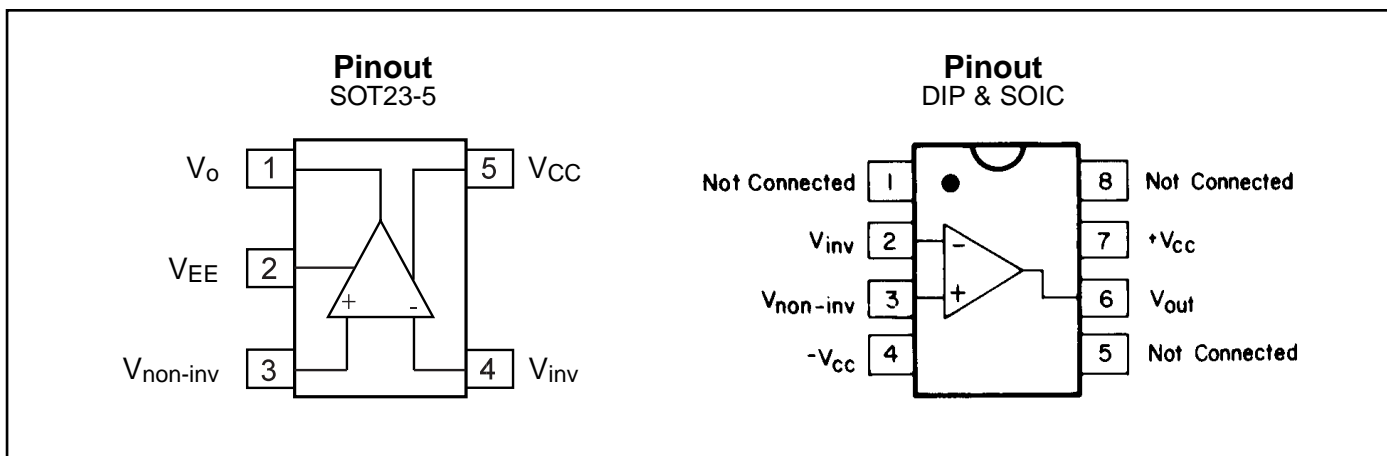 Pinout
SOT23-5
Vo 1
5 VCC
VEE 2
+ -
Vnon-inv 3
4 Vinv
Pinout
DIP & SOIC
Not Connected 1
8 Not Connected
Vinv 2 -
7 +Vcc
Vnon-inv 3 +
6 Vout
-Vcc 4
5 Not Connected